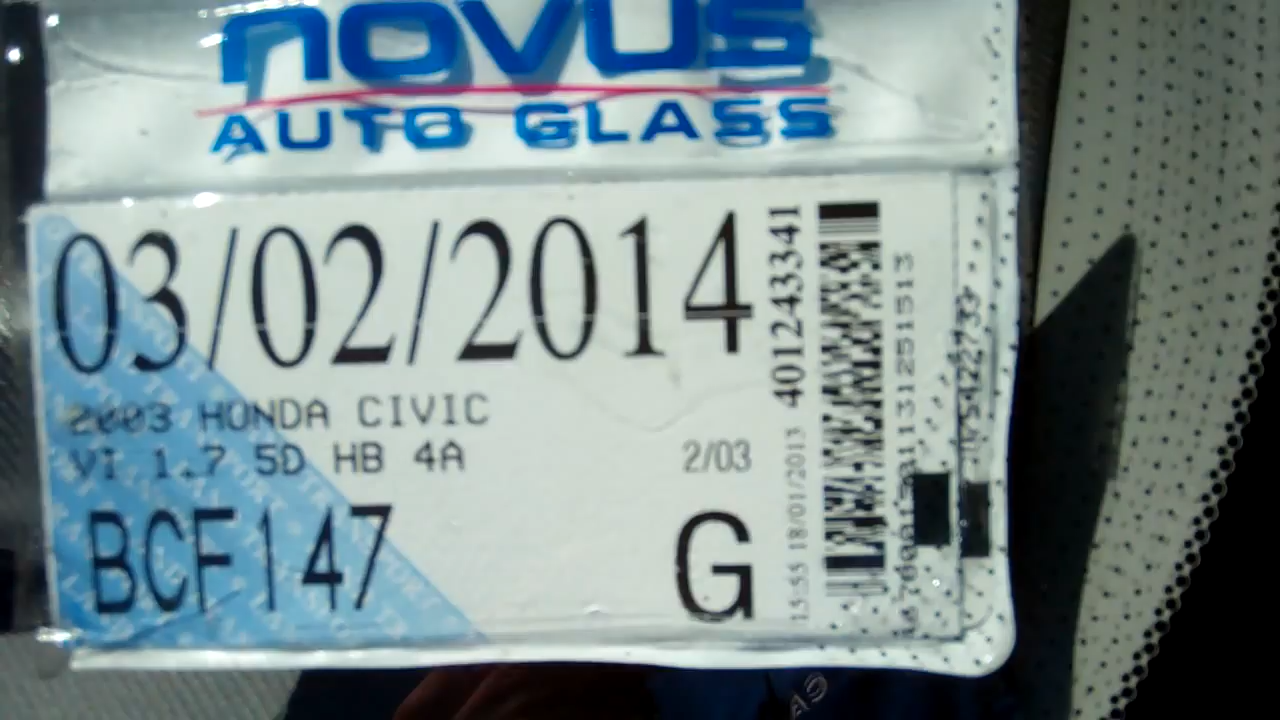 novus
AUTO GLASS
03/02/2014
2003 HONDA CIVIC
VI 1.7 5D HB 4A
2/03
BCF147
G
401243341
15:55 18/01/2013